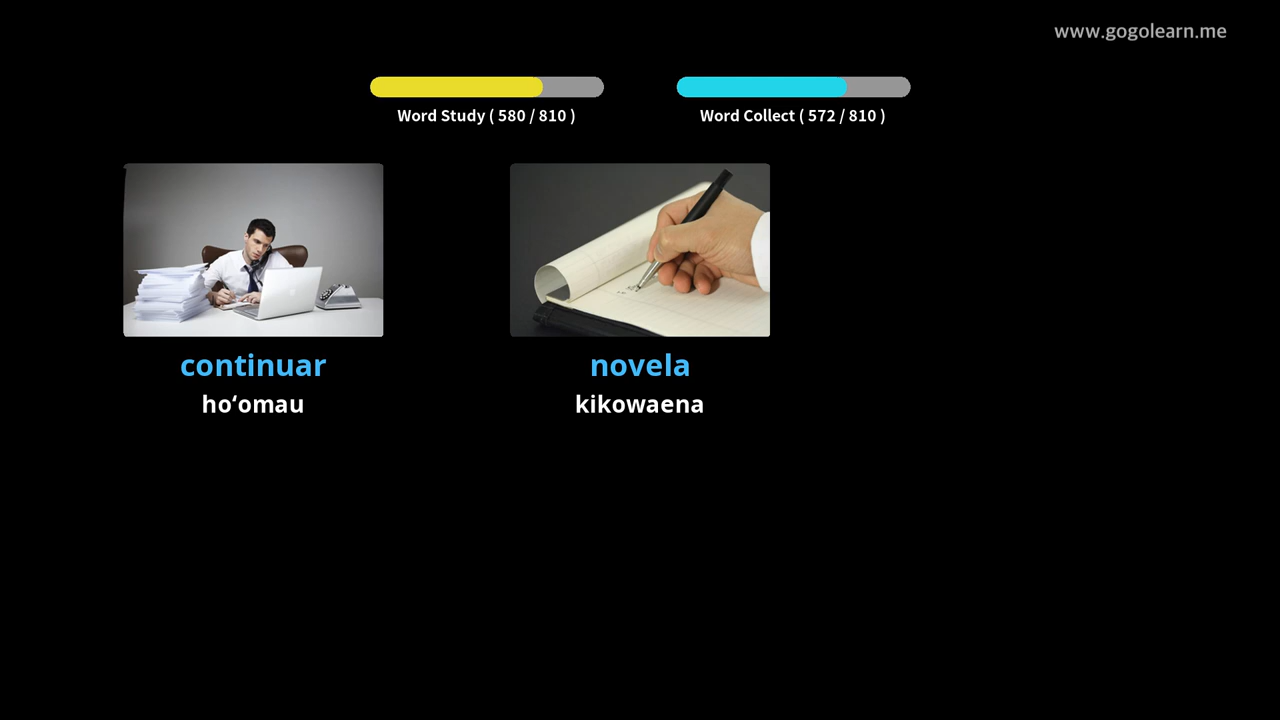 www.gogolearn.me
Word Study ( 580 / 810 )
Word Collect ( 572 / 810 )
continuar
hoʻomau
novela
kikowaena